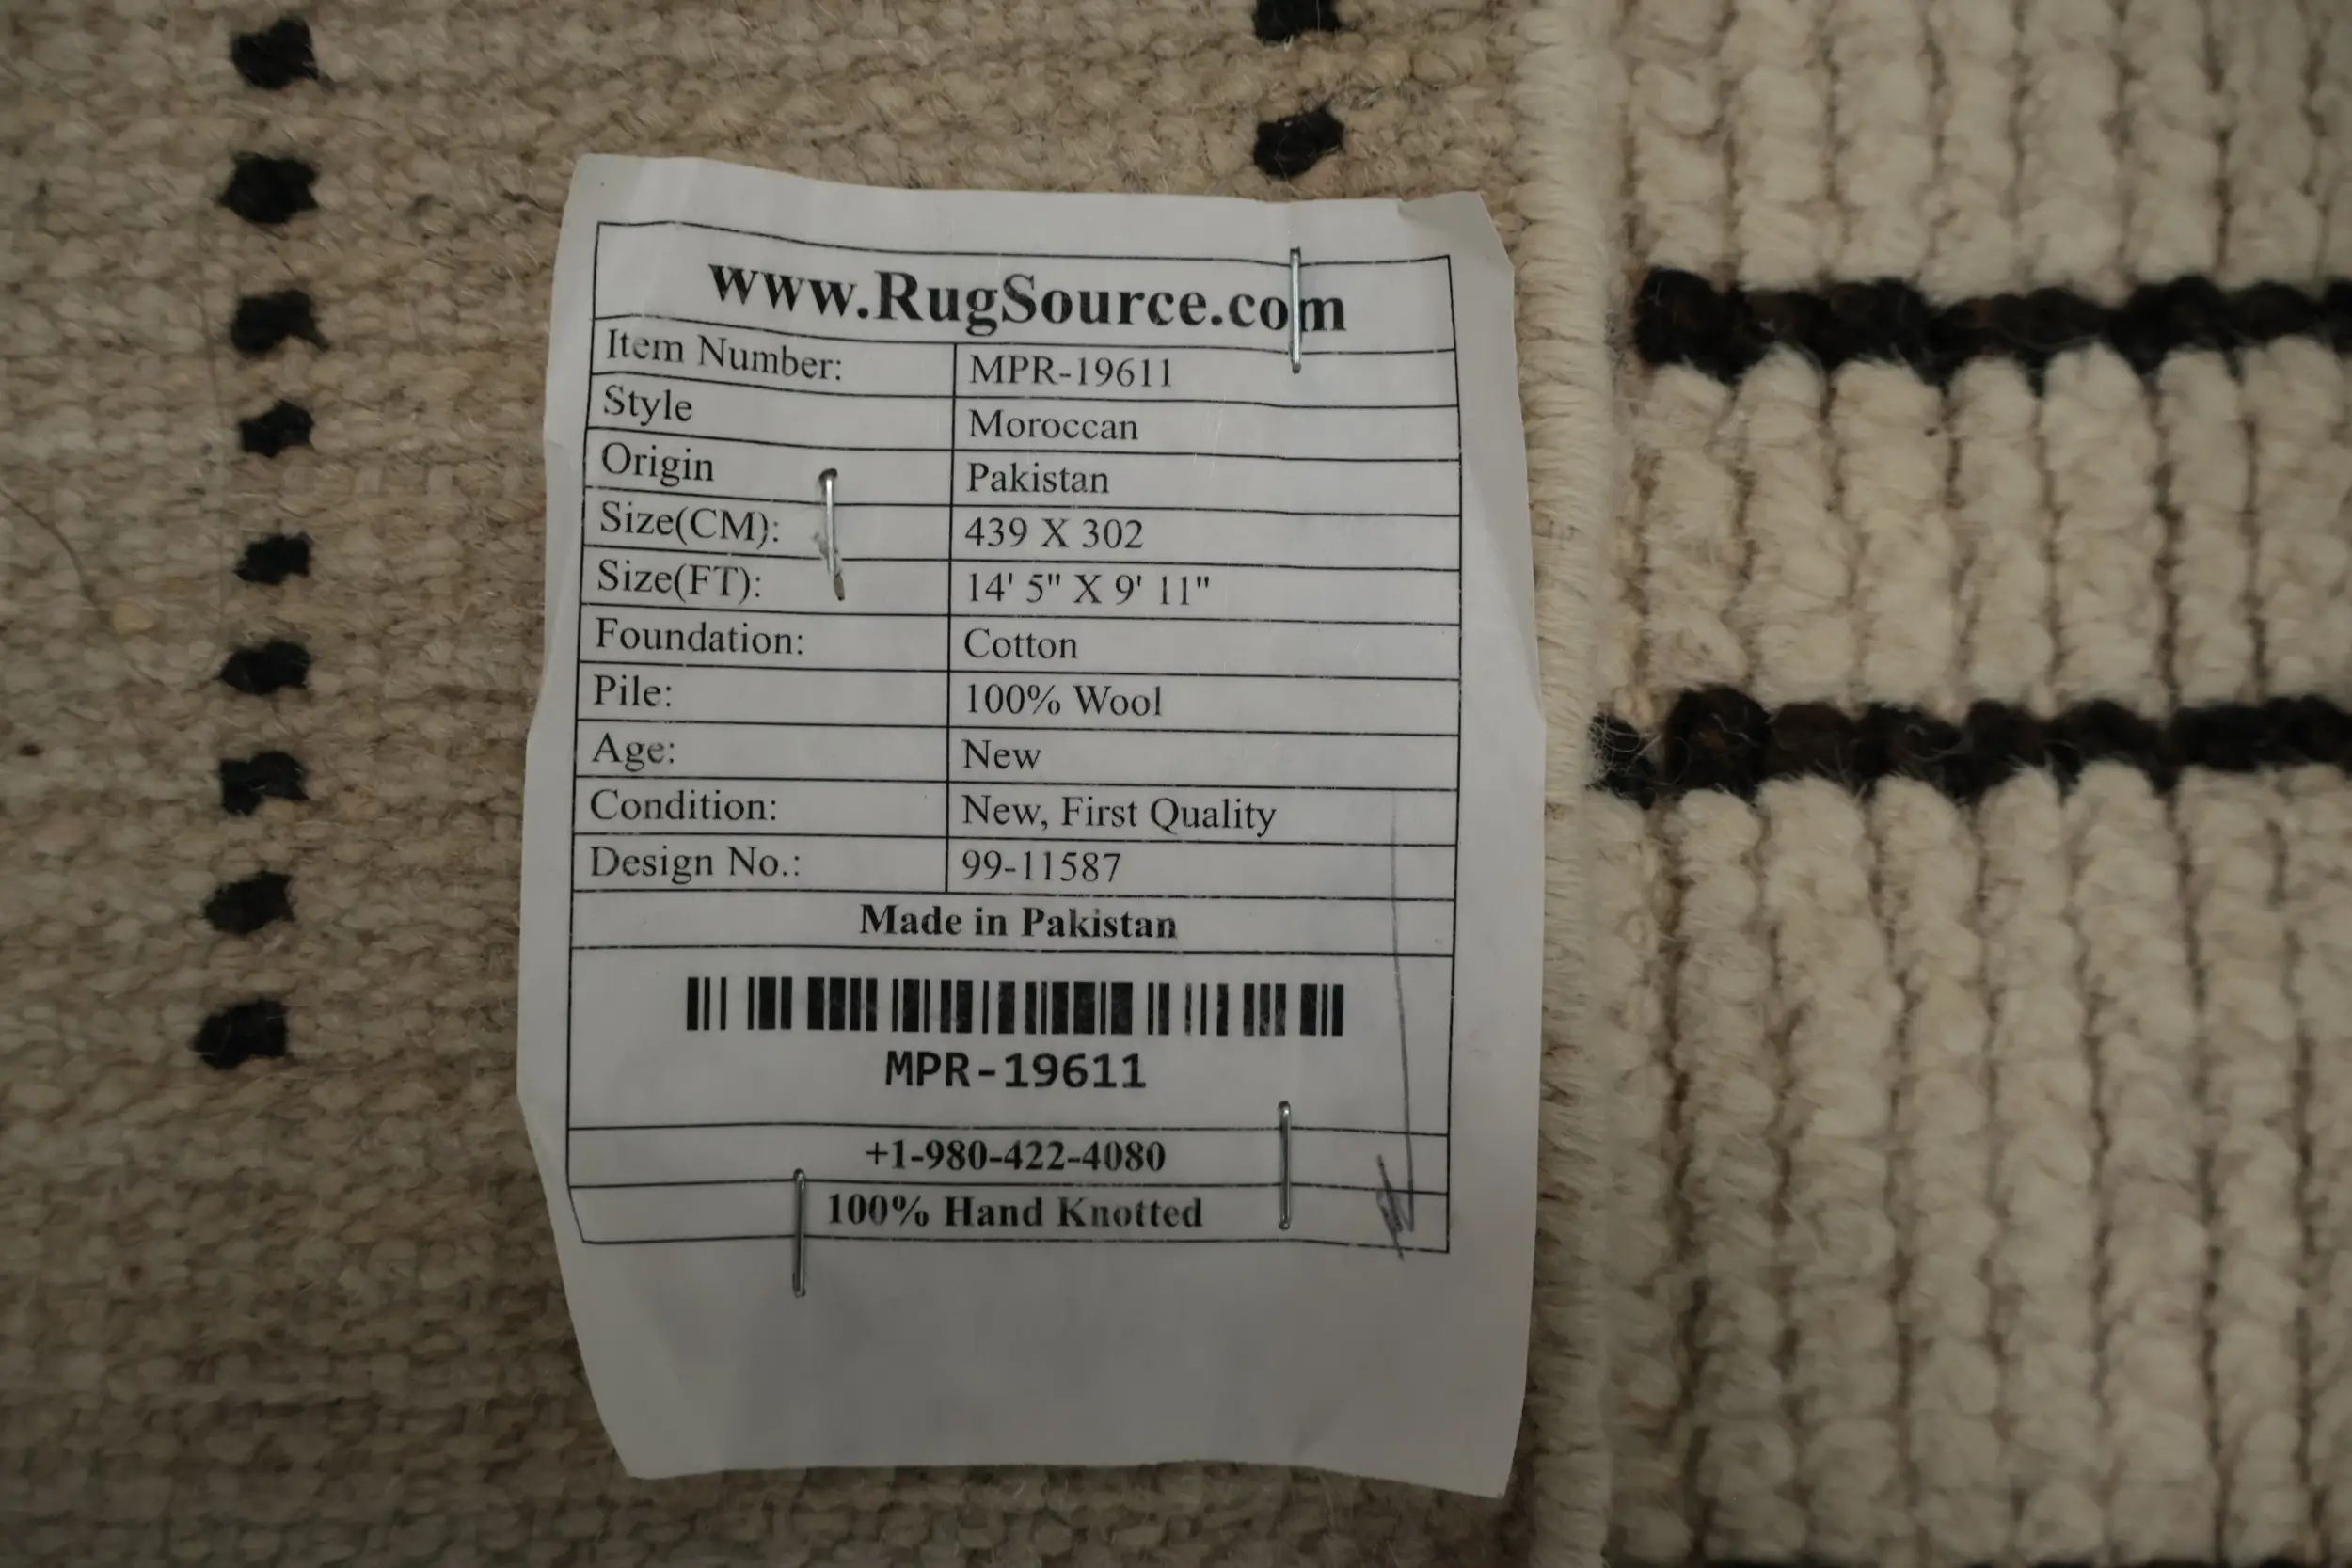 www.RugSource.com
Item Number: MPR-19611
Style Moroccan
Origin Pakistan
Size(CM): 439 X 302
Size(FT): 14' 5" X 9' 11"
Foundation: Cotton
Pile: 100% Wool
Age: New
Condition: New, First Quality
Design No.: 99-11587
Made in Pakistan
MPR-19611
+1-980-422-4080
100% Hand Knotted